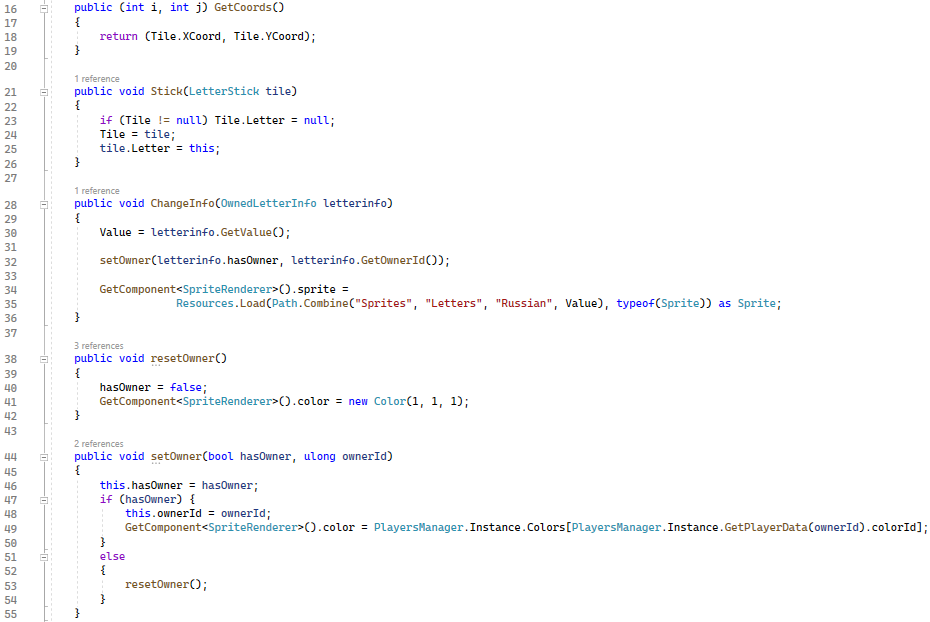 16 public (int i, int j) GetCoords()
17 {
18 return (Tile.XCoord, Tile.YCoord);
19 }
20
1 reference
21 public void Stick(LetterStick tile)
22 {
23 if (Tile != null) Tile.Letter = null;
24 Tile = tile;
25 tile.Letter = this;
26 }
27
1 reference
28 public void ChangeInfo(OwnedLetterInfo letterinfo)
29 {
30 Value = letterinfo.GetValue();
31
32 setOwner(letterinfo.hasOwner, letterinfo.GetOwnerId());
33
34 GetComponent<SpriteRenderer>().sprite =
35 Resources.Load(Path.Combine("Sprites", "Letters", "Russian", Value), typeof(Sprite)) as Sprite;
36 }
37
3 references
38 public void resetOwner()
39 {
40 hasOwner = false;
41 GetComponent<SpriteRenderer>().color = new Color(1, 1, 1);
42 }
43
2 references
44 public void setOwner(bool hasOwner, ulong ownerId)
45 {
46 this.hasOwner = hasOwner;
47 if (hasOwner) {
48 this.ownerId = ownerId;
49 GetComponent<SpriteRenderer>().color = PlayersManager.Instance.Colors[PlayersManager.Instance.GetPlayerData(ownerId).colorId];
50 }
51 else
52 {
53 resetOwner();
54 }
55 }